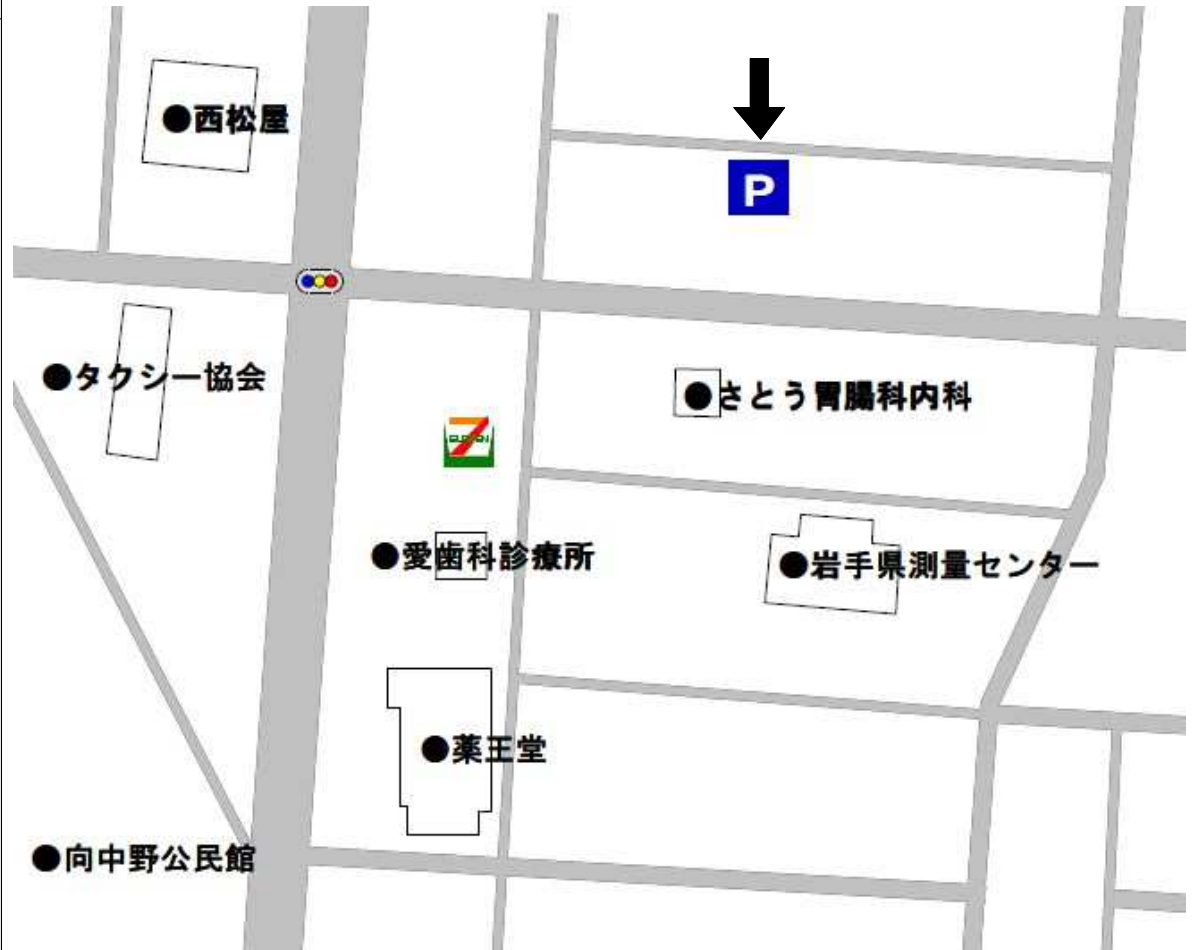 ●西松屋
P
●タクシー協会
●さとう胃腸科内科
7
ELEVEN
●愛歯科診療所
●岩手県測量センター
●薬王堂
●向中野公民館